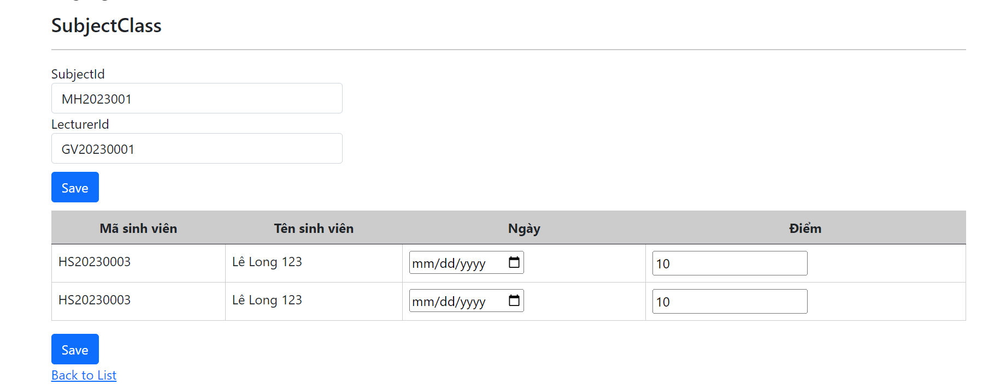 SubjectClass
SubjectId
MH2023001
LecturerId
GV20230001
Save
Mã sinh viên Tên sinh viên Ngày Điểm
HS20230003 Lê Long 123 mm/dd/yyyy 10
HS20230003 Lê Long 123 mm/dd/yyyy 10
Save
Back to List